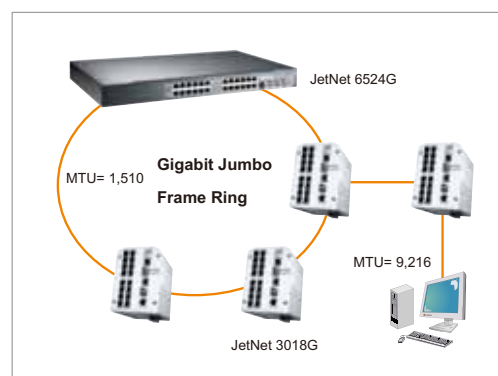 JetNet 6524G
Gigabit Jumbo
MTU= 1,510
Frame Ring
MTU= 9,216
JetNet 3018G